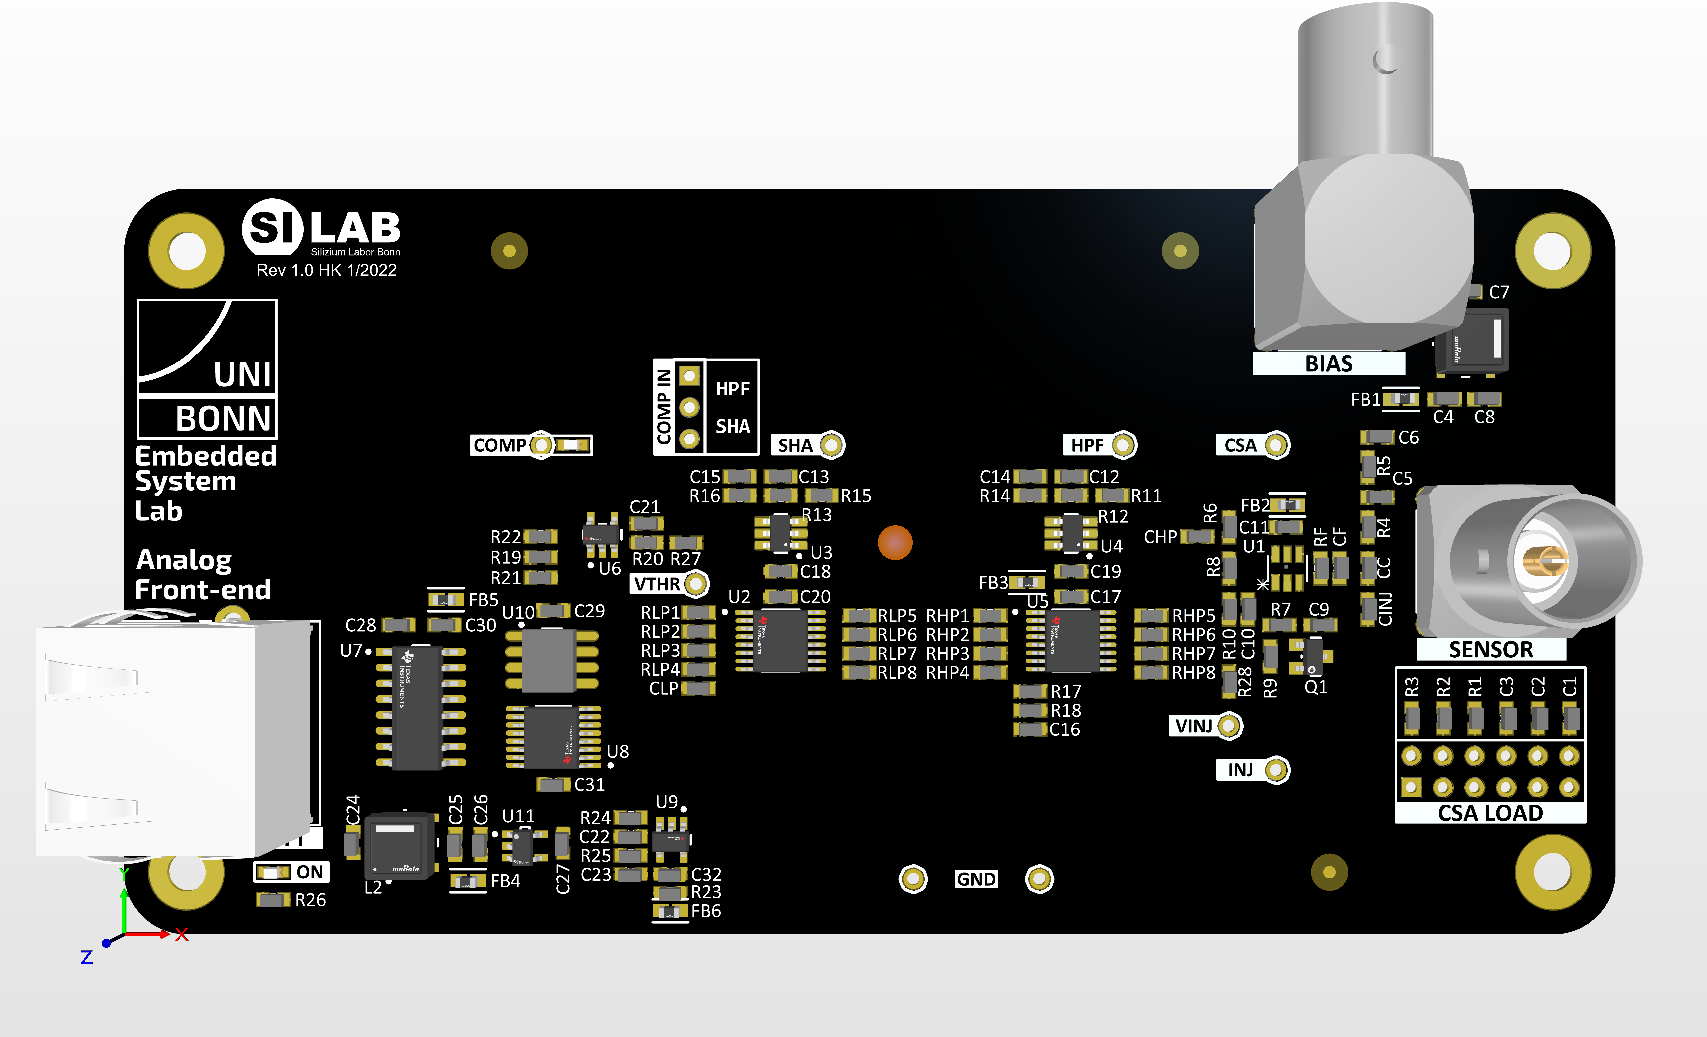 SI LAB
Silizium Labor Bonn
Rev 1.0 HK 1/2022
UNI
BONN
Embedded
System
Lab
Analog
Front-end
BIAS
C7
FB1
C4
C8
C6
R5
C5
R4
CC
CINJ
SENSOR
R3 R2 R1 C3 C2 C1
CSA LOAD
COMP IN
HPF
SHA
COMP
SHA
HPF
CSA
C15 C13
R16 R15
R13
U3
C18
C20
U2
C14 C12
R14 R11
R12
U4
C19
FB3
C17
U5
CHP
R6
FB2
C11
U1
RF
CF
R8
R7
C9
R10
C10
R28
R9
Q1
C21
R22
R19
R21
R20 R27
U6
VTHR
RLP1
RLP2
RLP3
RLP4
CLP
RLP5
RLP6
RLP7
RLP8
RHP1
RHP2
RHP3
RHP4
RHP5
RHP6
RHP7
RHP8
R17
R18
C16
VINJ
INJ
FB5
U10
C29
C28
C30
U7
TEXAS
INSTRUMENTS
U8
C31
C24
C25
C26
U11
U9
R24
C22
R25
C23
C32
R23
FB6
C27
L2
muRata
FB4
ON
R26
GND
X
Y
Z